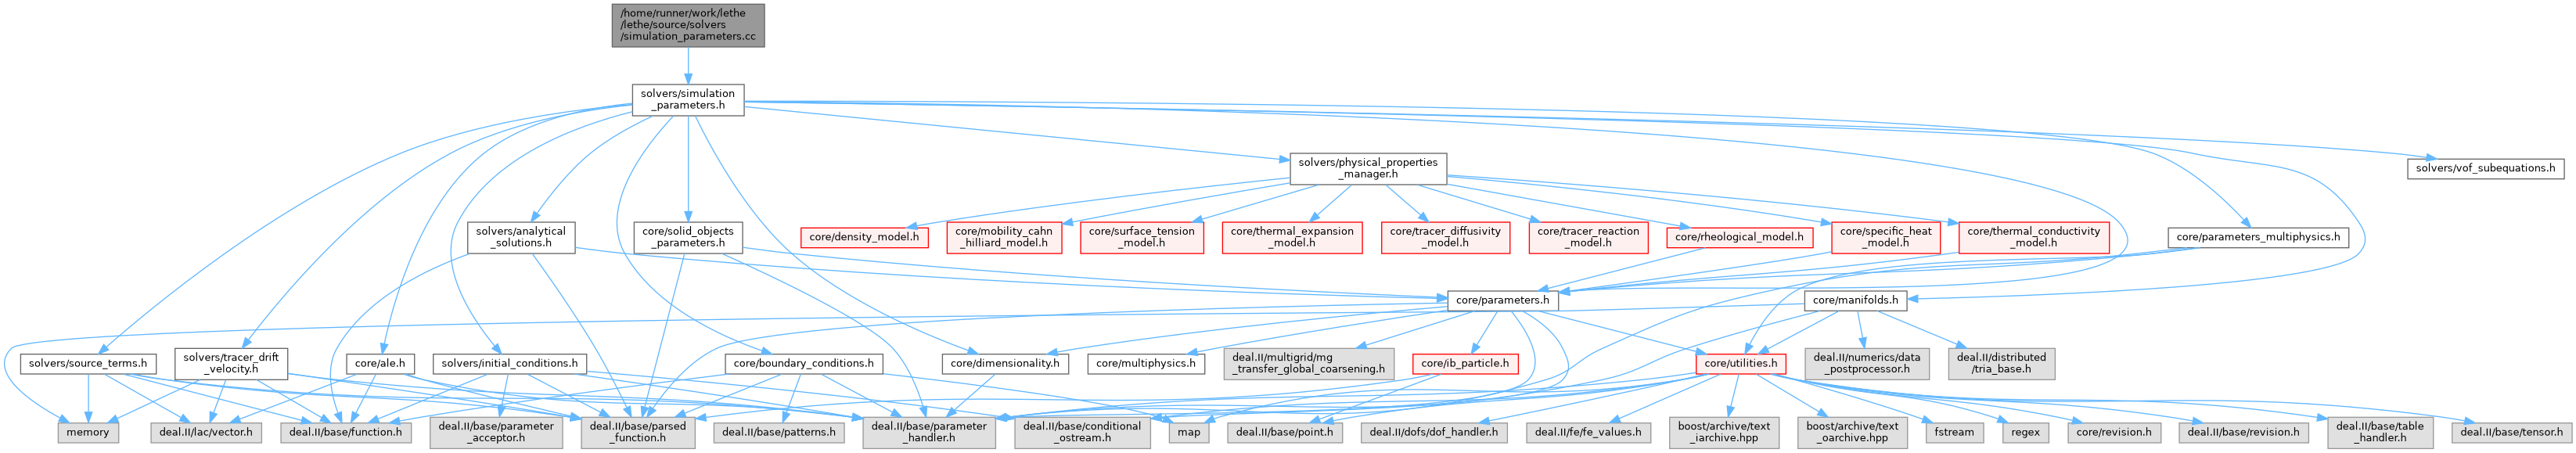 /home/runner/work/lethe
/lethe/source/solvers
/simulation_parameters.cc
solvers/simulation
_parameters.h
solvers/physical_properties
_manager.h
solvers/vof_subequations.h
solvers/analytical
_solutions.h
core/solid_objects
_parameters.h
core/density_model.h
core/mobility_cahn
_hilliard_model.h
core/surface_tension
_model.h
core/thermal_expansion
_model.h
core/tracer_diffusivity
_model.h
core/tracer_reaction
_model.h
core/rheological_model.h
core/specific_heat
_model.h
core/thermal_conductivity
_model.h
core/parameters_multiphysics.h
core/parameters.h
core/manifolds.h
solvers/source_terms.h
solvers/tracer_drift
_velocity.h
core/ale.h
solvers/initial_conditions.h
core/boundary_conditions.h
core/dimensionality.h
core/multiphysics.h
deal.II/multigrid/mg
_transfer_global_coarsening.h
core/ib_particle.h
core/utilities.h
deal.II/numerics/data
_postprocessor.h
deal.II/distributed
/tria_base.h
memory
deal.II/lac/vector.h
deal.II/base/function.h
deal.II/base/parameter
_acceptor.h
deal.II/base/parsed
_function.h
deal.II/base/patterns.h
deal.II/base/parameter
_handler.h
deal.II/base/conditional
_ostream.h
map
deal.II/base/point.h
deal.II/dofs/dof_handler.h
deal.II/fe/fe_values.h
boost/archive/text
_iarchive.hpp
boost/archive/text
_oarchive.hpp
fstream
regex
core/revision.h
deal.II/base/revision.h
deal.II/base/table
_handler.h
deal.II/base/tensor.h